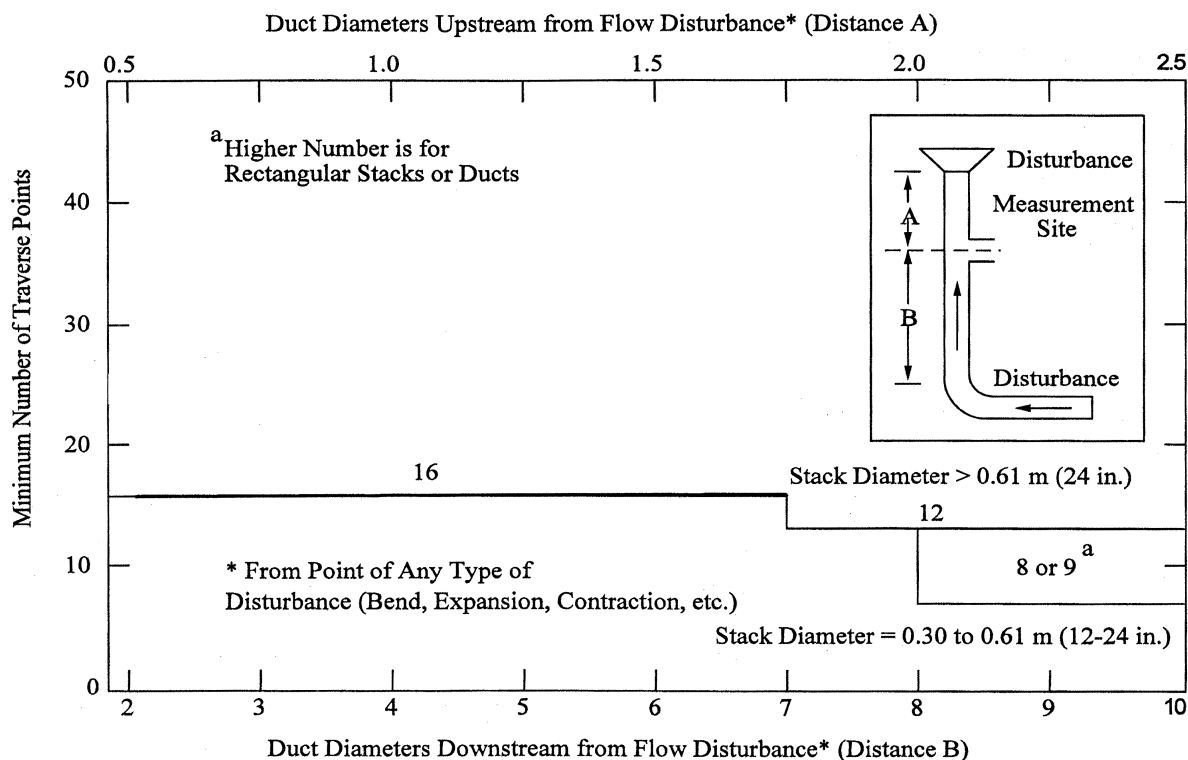 Duct Diameters Upstream from Flow Disturbance* (Distance A)
0.5 1.0 1.5 2.0 2.5
50
40
30
20
10
0
Minimum Number of Traverse Points
a Higher Number is for
Rectangular Stacks or Ducts
Disturbance
A
Measurement
Site
B
Disturbance
16
Stack Diameter > 0.61 m (24 in.)
12
8 or 9 a
* From Point of Any Type of
Disturbance (Bend, Expansion, Contraction, etc.)
Stack Diameter = 0.30 to 0.61 m (12-24 in.)
2 3 4 5 6 7 8 9 10
Duct Diameters Downstream from Flow Disturbance* (Distance B)